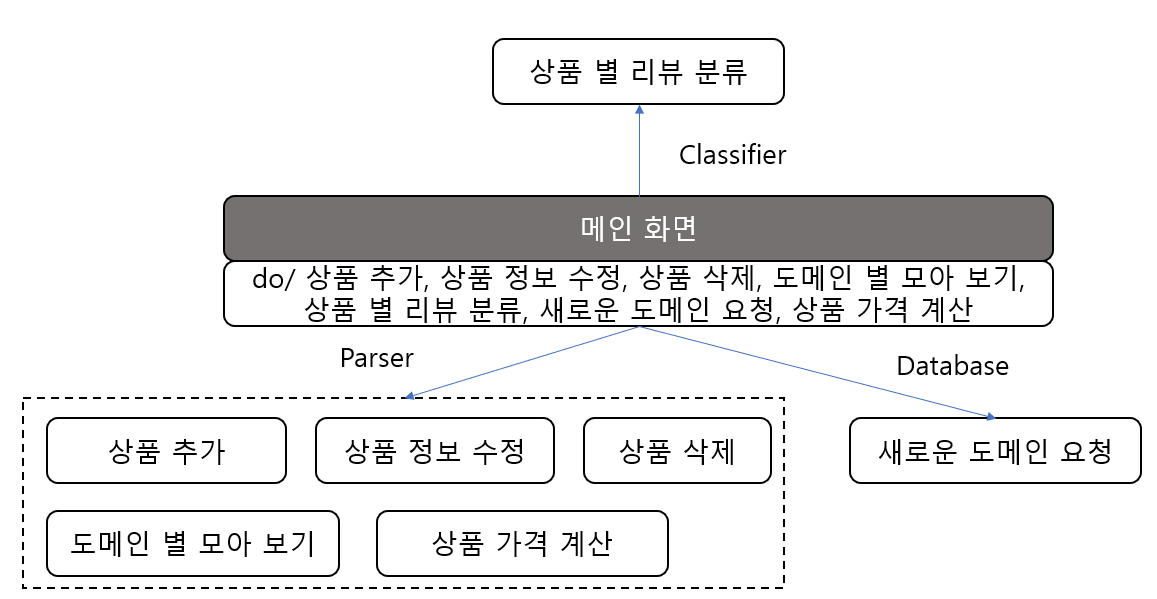 상품 별 리뷰 분류
Classifier
메인 화면
do/ 상품 추가, 상품 정보 수정, 상품 삭제, 도메인 별 모아 보기,
상품 별 리뷰 분류, 새로운 도메인 요청, 상품 가격 계산
Parser
Database
상품 추가
상품 정보 수정
상품 삭제
새로운 도메인 요청
도메인 별 모아 보기
상품 가격 계산